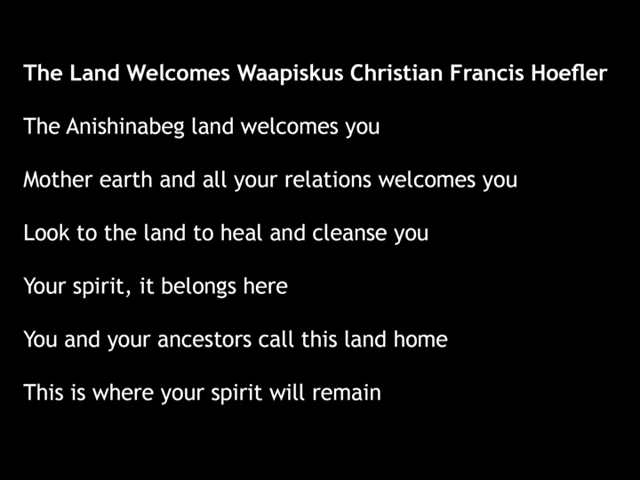 The Land Welcomes Waapiskus Christian Francis Hoefler
The Anishinabeg land welcomes you
Mother earth and all your relations welcomes you
Look to the land to heal and cleanse you
Your spirit, it belongs here
You and your ancestors call this land home
This is where your spirit will remain